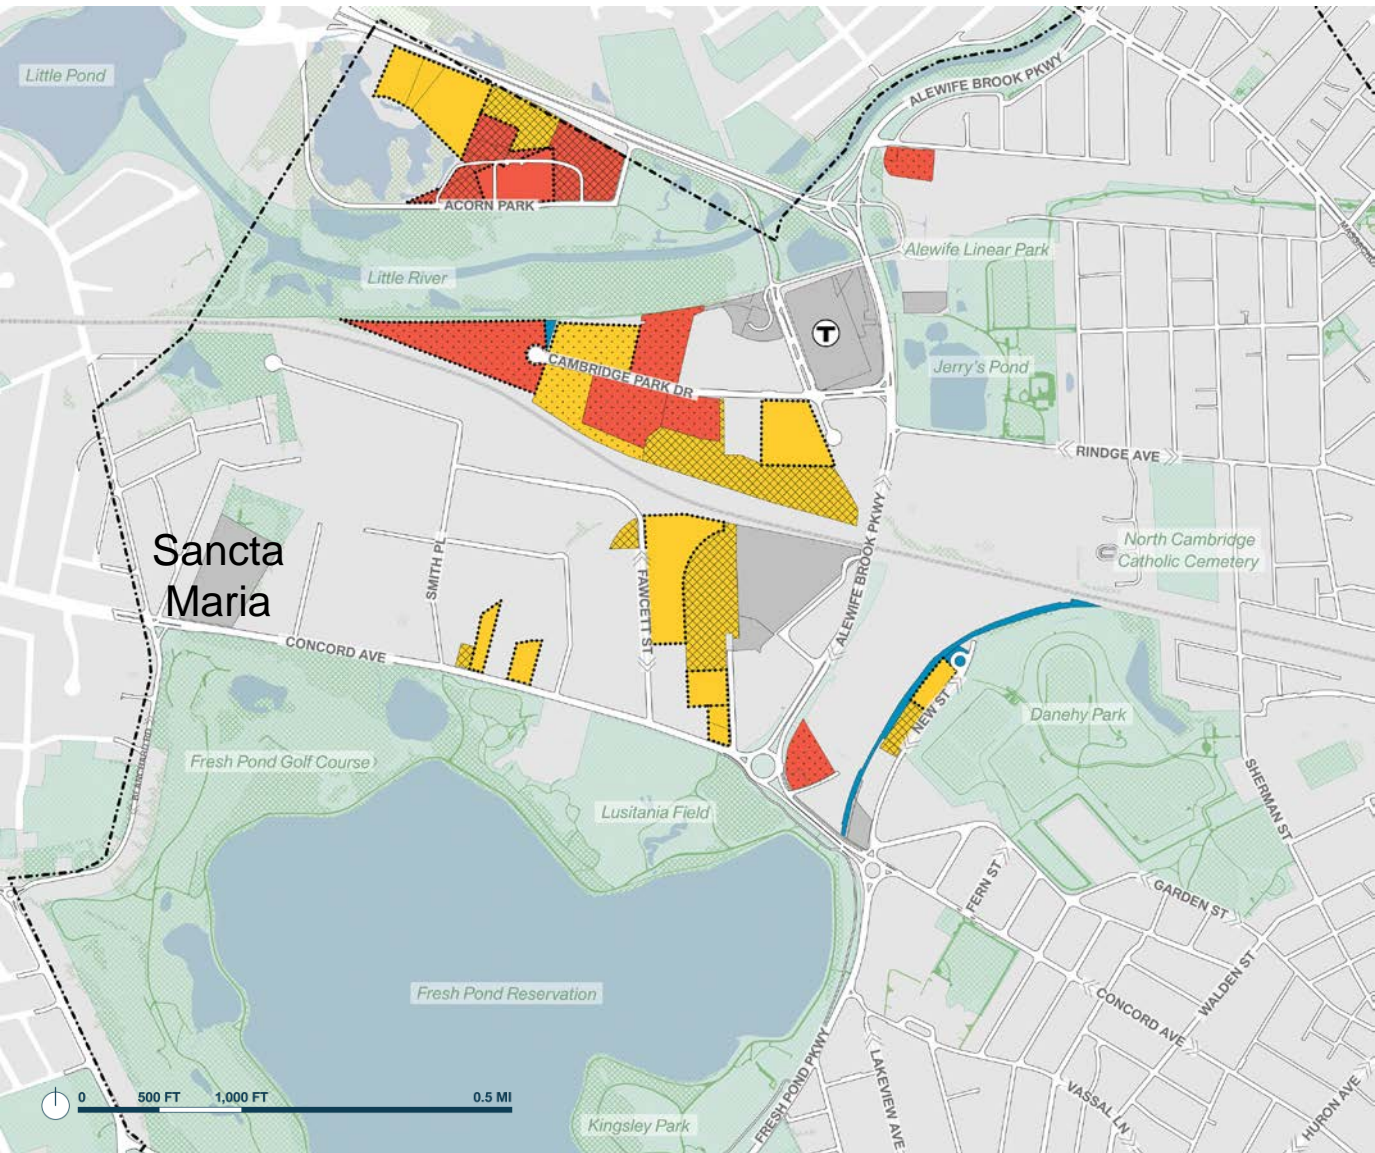 Little Pond
ALEWIFE BROOK PKWY
ACORN PARK
Alewife Linear Park
Little River
T
CAMBRIDGE PARK DR
Jerry's Pond
RINDGE AVE
ALEWIFE BROOK PKWY
North Cambridge
Catholic Cemetery
Sancta
Maria
SMITH PL
FAWCETT ST
CONCORD AVE
NEW ST
Danehy Park
BLANCHARD RD
Fresh Pond Golf Course
Lusitania Field
SHERMAN ST
FERN ST
GARDEN ST
WALDEN ST
Fresh Pond Reservation
CONCORD AVE
FRESH POND PKWY
LAKEVIEW AVE
VASSAL LN
HURON AVE
0 500 FT 1,000 FT 0.5 MI
Kingsley Park